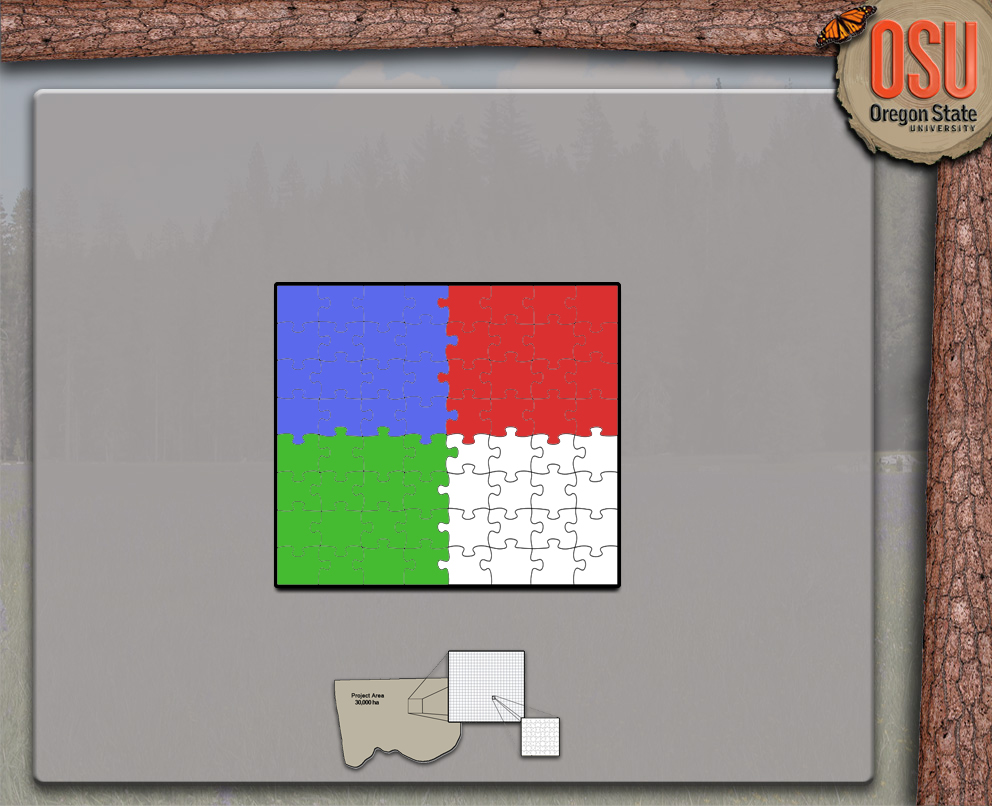 OSU
Oregon State
UNIVERSITY
Project Area
30,000 ha